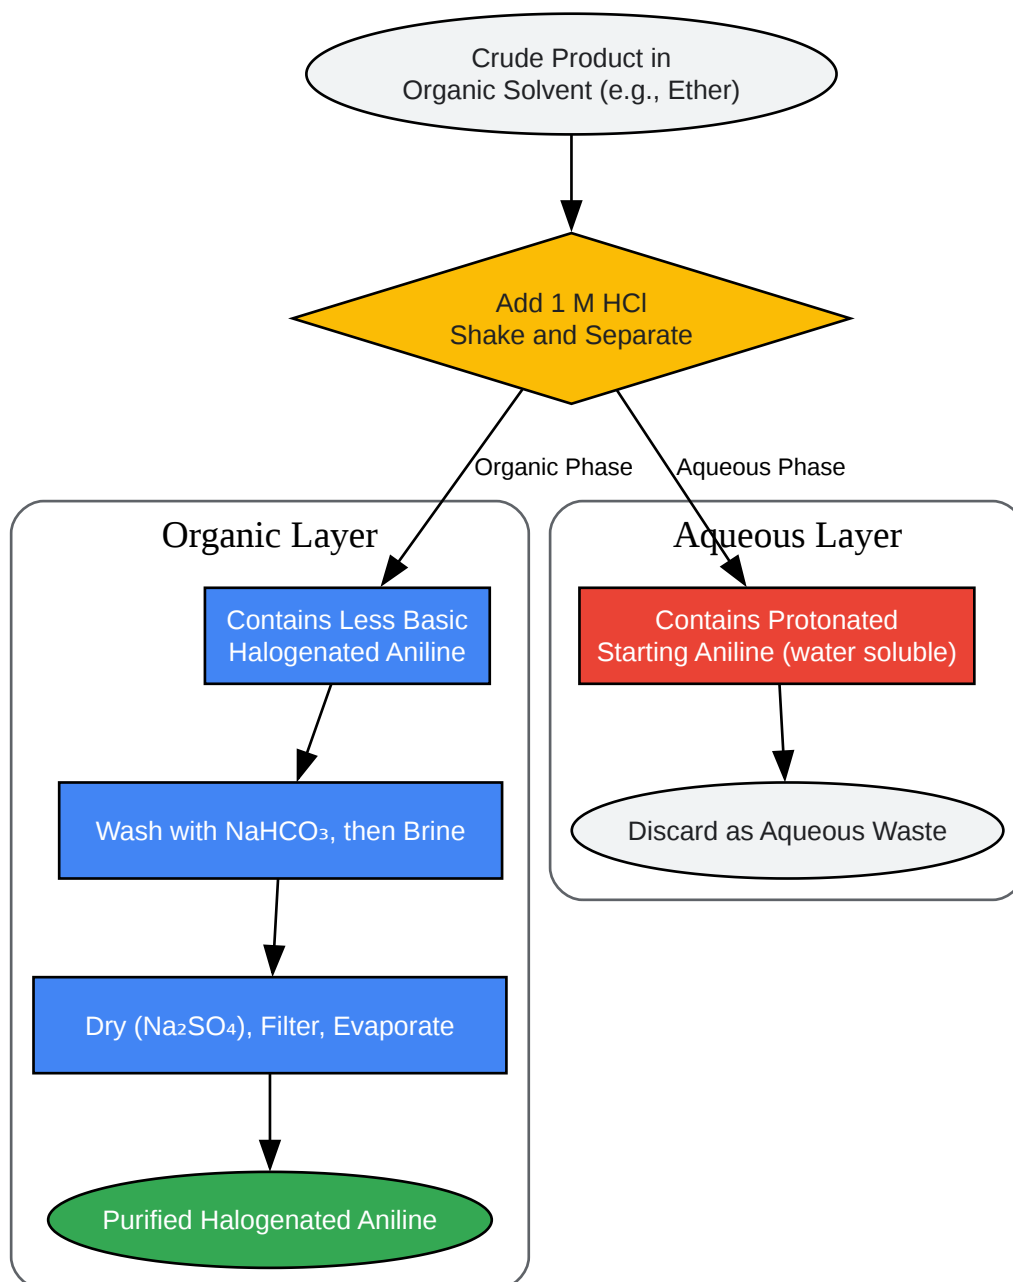 Crude Product in
Organic Solvent (e.g., Ether)
Add 1 M HCl
Shake and Separate
Organic Phase
Aqueous Phase
Organic Layer
Aqueous Layer
Contains Less Basic
Halogenated Aniline
Contains Protonated
Starting Aniline (water soluble)
Wash with NaHCO₃, then Brine
Discard as Aqueous Waste
Dry (Na₂SO₄), Filter, Evaporate
Purified Halogenated Aniline